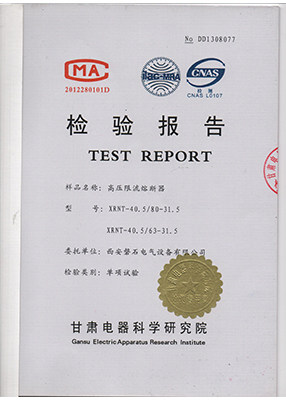 No DD1308077
MA
ilac-MRA
CNAS
2012280101D
检测
CNAS L0107
检验报告
TEST REPORT
样品名称：高压限流熔断器
型 号：XRNT-40.5/80-31.5
XRNT-40.5/63-31.5
委托单位：西安磐石电气设备有限公司
检验类别：单项试验
甘肃电器科学研究院
Gansu Electric Apparatus Research Institute